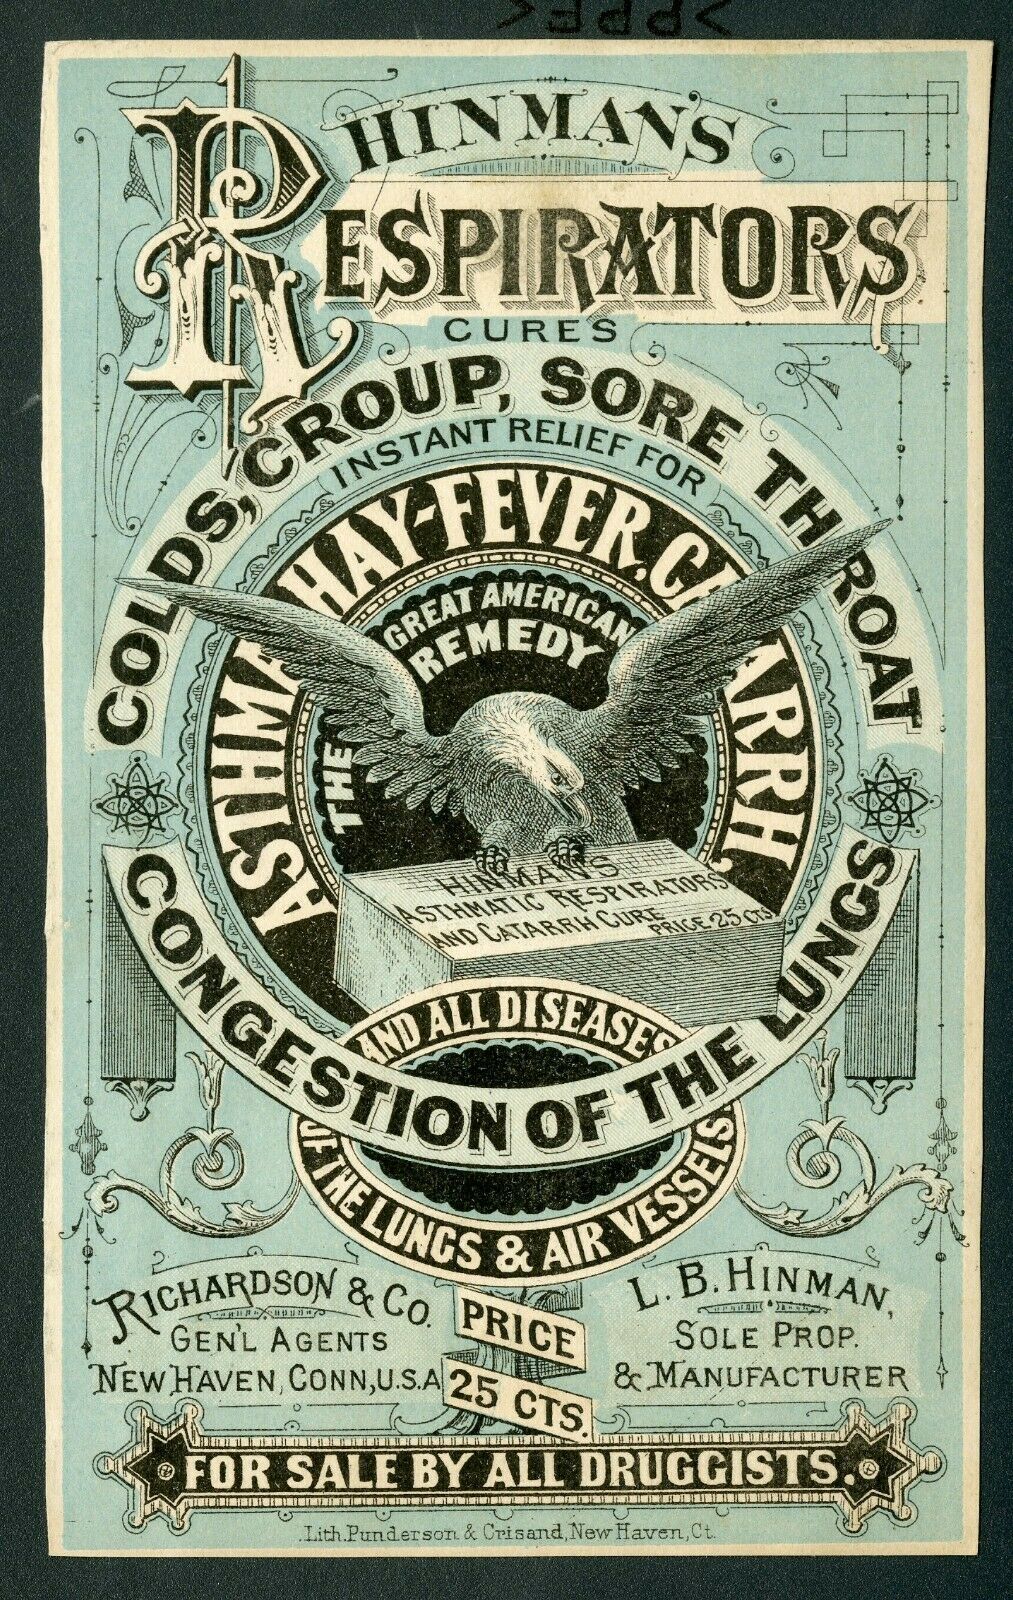 HINMAN'S
RESPIRATORS
CURES
COLDS, CROUP, SORE THROAT
INSTANT RELIEF FOR
ASTHMA HAY-FEVER. CATARRH,
THE GREAT AMERICAN
REMEDY
HINMAN'S
ASTHMATIC RESPIRATORS
AND CATARRH CURE
PRICE 25 CTS
CONGESTION OF THE LUNGS
AND ALL DISEASES
OF THE LUNGS & AIR VESSELS.
RICHARDSON & CO.
GEN'L AGENTS
NEW HAVEN, CONN, U.S.A
PRICE
25 CTS.
L. B. HINMAN,
SOLE PROP.
& MANUFACTURER
FOR SALE BY ALL DRUGGISTS.
Lith. Punderson & Crisand, New Haven, Ct.